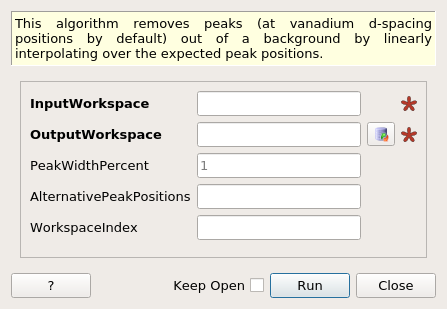 This algorithm removes peaks (at vanadium d-spacing
positions by default) out of a background by linearly
interpolating over the expected peak positions.
InputWorkspace
OutputWorkspace
PeakWidthPercent 1
AlternativePeakPositions
WorkspaceIndex
? Keep Open Run Close